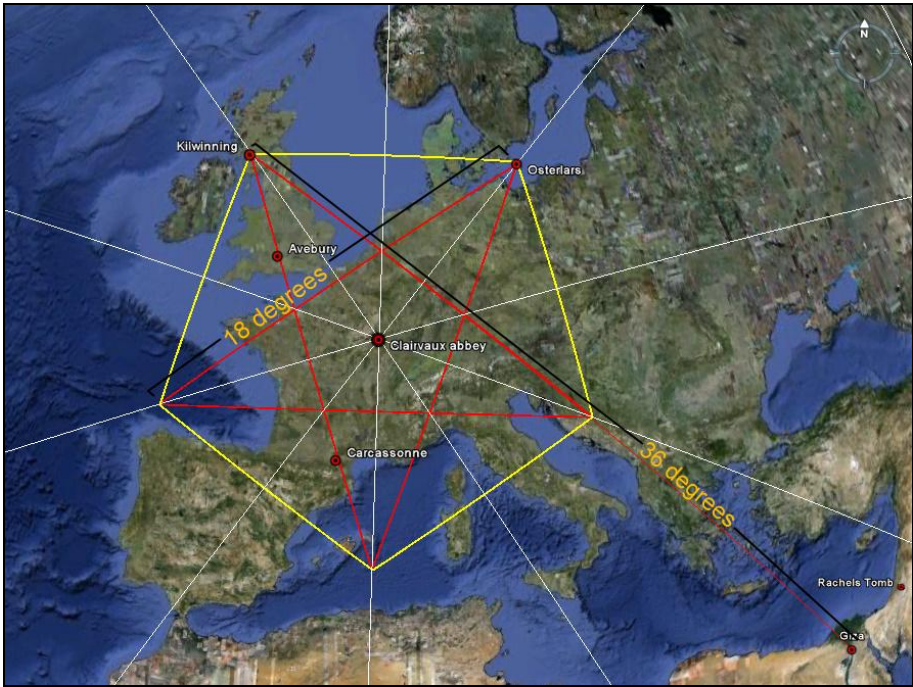 N
Kilwinning
Osterlars
Avebury
18 degrees
Clairvaux abbey
Carcassonne
36 degrees
Rachels Tomb
Giza